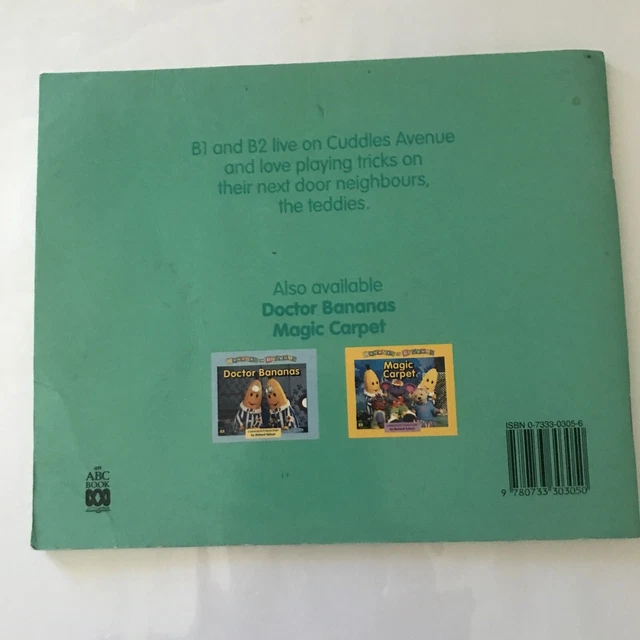 B1 and B2 live on Cuddles Avenue
and love playing tricks on
their next door neighbours,
the teddies.
Also available
Doctor Bananas
Magic Carpet
Doctor Bananas
Magic
Carpet
an
ABC
BOOK
ISBN 0-7333-0305-6
9 780733 303050